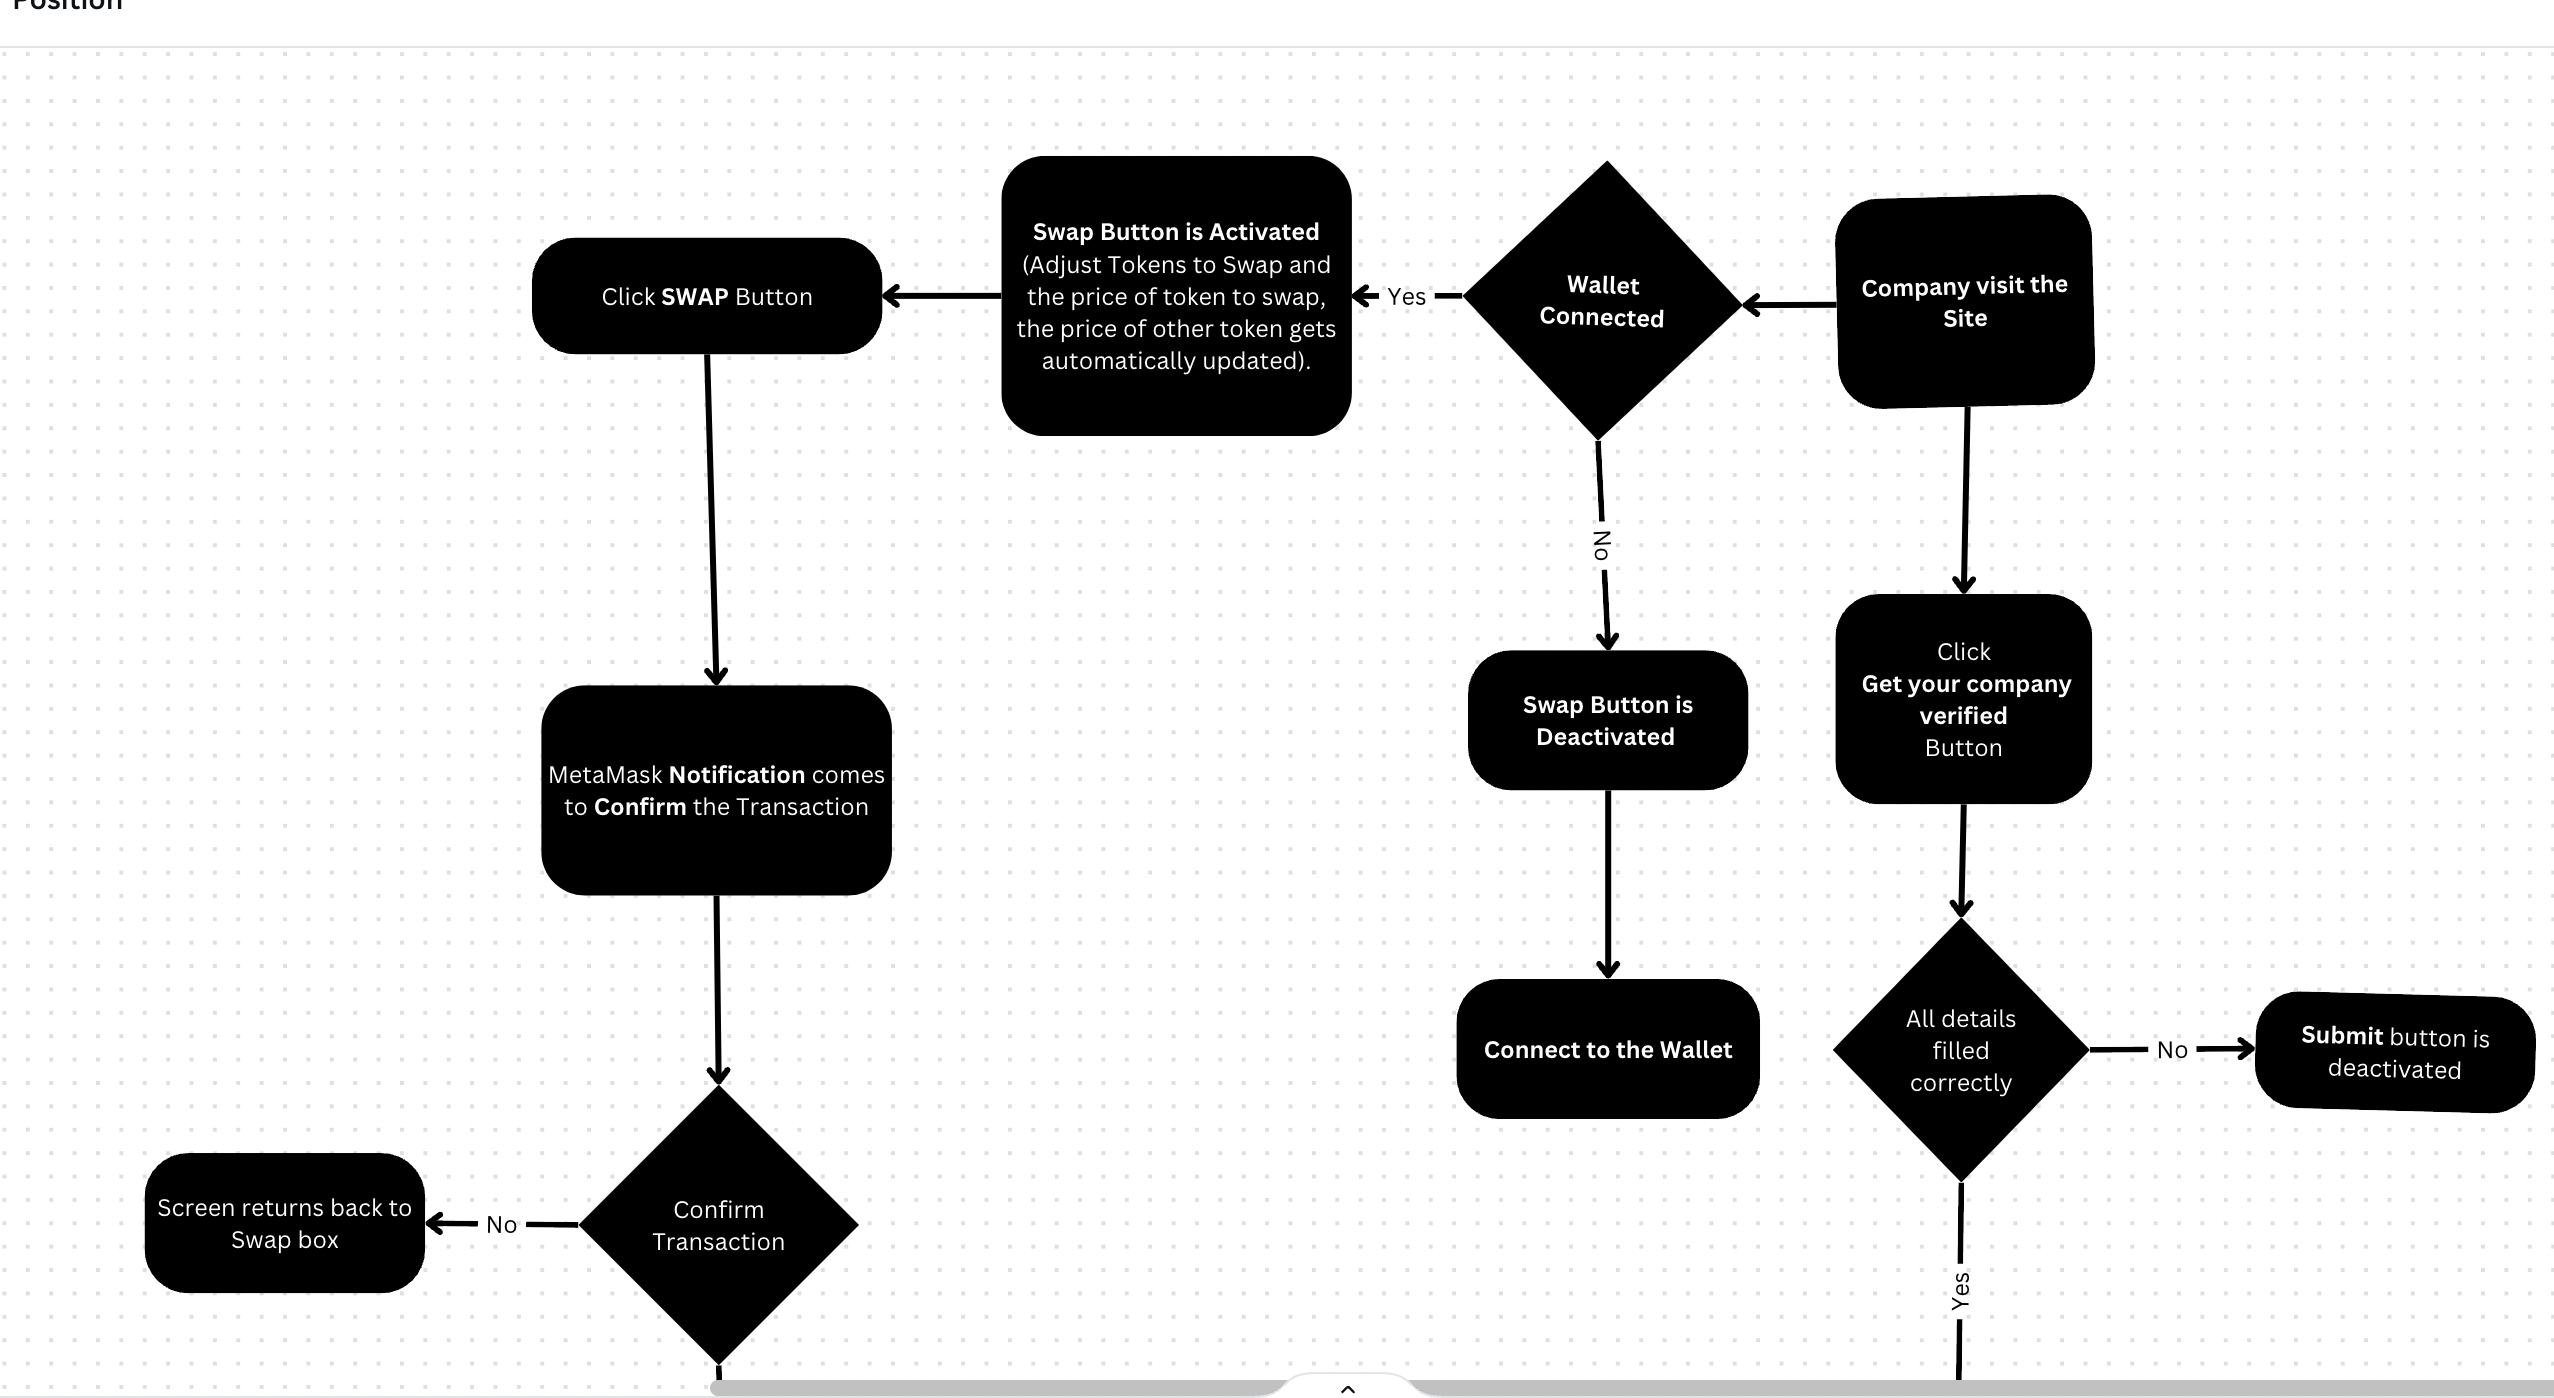 Position
Swap Button is Activated
(Adjust Tokens to Swap and
the price of token to swap,
the price of other token gets
automatically updated).
Click SWAP Button
Yes
Wallet
Connected
Company visit the
Site
No
Click
Get your company
verified
Button
Swap Button is
Deactivated
MetaMask Notification comes
to Confirm the Transaction
Connect to the Wallet
All details
filled
correctly
No
Submit button is
deactivated
Screen returns back to
Swap box
No
Confirm
Transaction
Yes